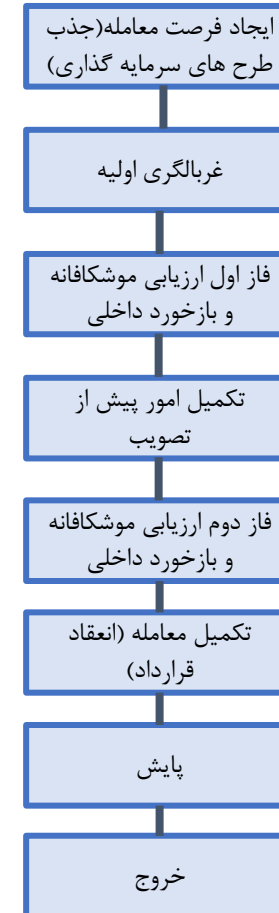 ایجاد فرصت معامله(جذب
طرح های سرمایه گذاری)
غربالگری اولیه
فاز اول ارزیابی موشکافانه
و بازخورد داخلی
تکمیل امور پیش از
تصویب
فاز دوم ارزیابی موشکافانه
و بازخورد داخلی
تکمیل معامله (انعقاد
قرارداد)
پایش
خروج